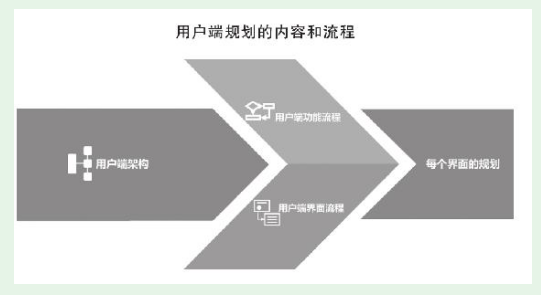 用户端规划的内容和流程
用户端功能流程
用户端架构
每个界面的规划
用户端界面流程